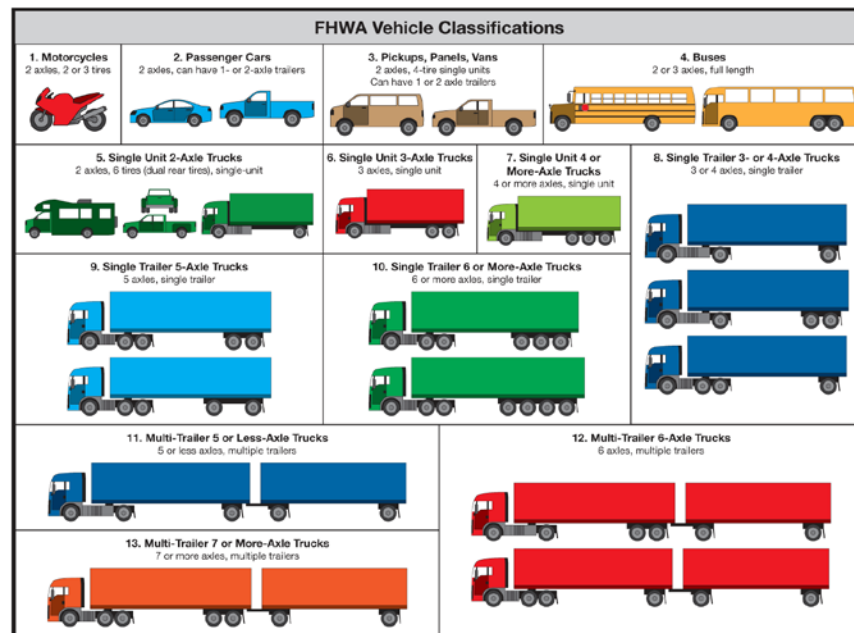 FHWA Vehicle Classifications
1. Motorcycles
2 axles, 2 or 3 tires
2. Passenger Cars
2 axles, can have 1- or 2-axle trailers
3. Pickups, Panels, Vans
2 axles, 4-tire single units
Can have 1 or 2 axle trailers
4. Buses
2 or 3 axles, full length
5. Single Unit 2-Axle Trucks
2 axles, 6 tires (dual rear tires), single-unit
6. Single Unit 3-Axle Trucks
3 axles, single unit
7. Single Unit 4 or
More-Axle Trucks
4 or more axles, single unit
8. Single Trailer 3- or 4-Axle Trucks
3 or 4 axles, single trailer
9. Single Trailer 5-Axle Trucks
5 axles, single trailer
10. Single Trailer 6 or More-Axle Trucks
6 or more axles, single trailer
11. Multi-Trailer 5 or Less-Axle Trucks
5 or less axles, multiple trailers
12. Multi-Trailer 6-Axle Trucks
6 axles, multiple trailers
13. Multi-Trailer 7 or More-Axle Trucks
7 or more axles, multiple trailers